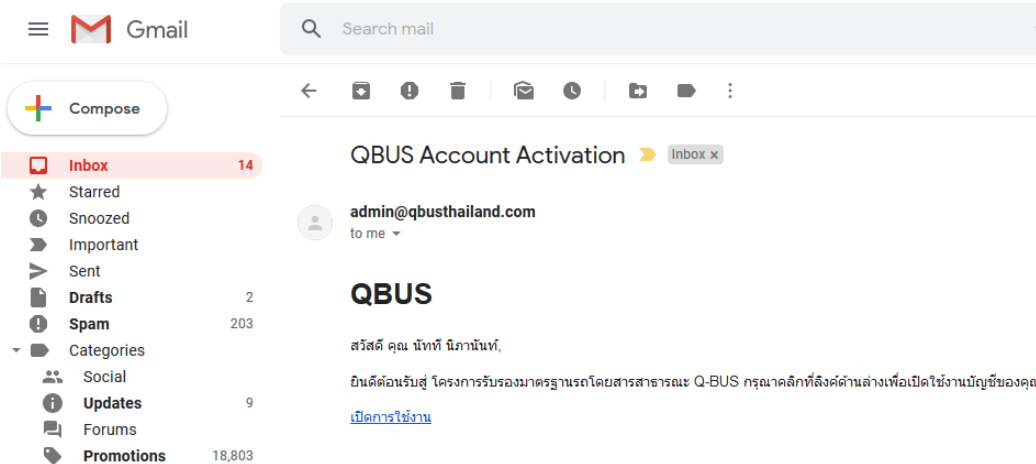 Gmail
Search mail
Compose
Inbox 14
Starred
Snoozed
Important
Sent
Drafts 2
Spam 203
Categories
Social
Updates 9
Forums
Promotions 18,803
QBUS Account Activation Inbox x
admin@qbusthailand.com
to me
QBUS
สวัสดี คุณ นัทที นิภานันท์,
ยินดีต้อนรับสู่ โครงการรับรองมาตรฐานรถโดยสารสาธารณะ Q-BUS กรุณาคลิกที่ลิงค์ด้านล่างเพื่อเปิดใช้งานบัญชีของคุณ
เปิดการใช้งาน